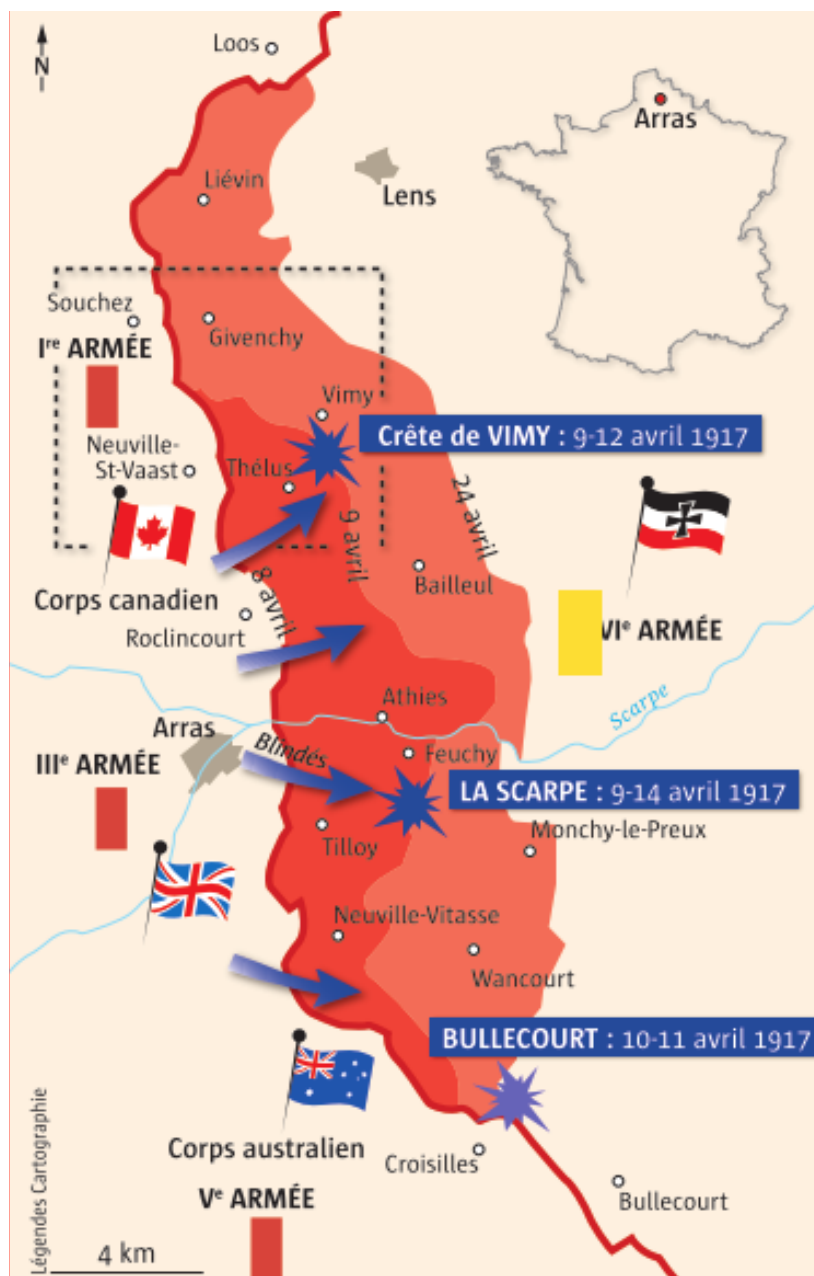 Loos
N
Arras
Liévin
Lens
Souchez
Givenchy
Ire ARMÉE
Vimy
Crête de VIMY : 9-12 avril 1917
Neuville-
St-Vaast
Thélus
24 avril
9 avril
8 avril
Bailleul
Corps canadien
Roclincourt
VIe ARMÉE
Scarpe
Athies
Arras
Blindés
Feuchy
IIIe ARMÉE
LA SCARPE : 9-14 avril 1917
Tilloy
Monchy-le-Preux
Neuville-Vitasse
Wancourt
BULLECOURT : 10-11 avril 1917
Corps australien
Croisilles
Ve ARMÉE
Bullecourt
Légendes Cartographie
4 km